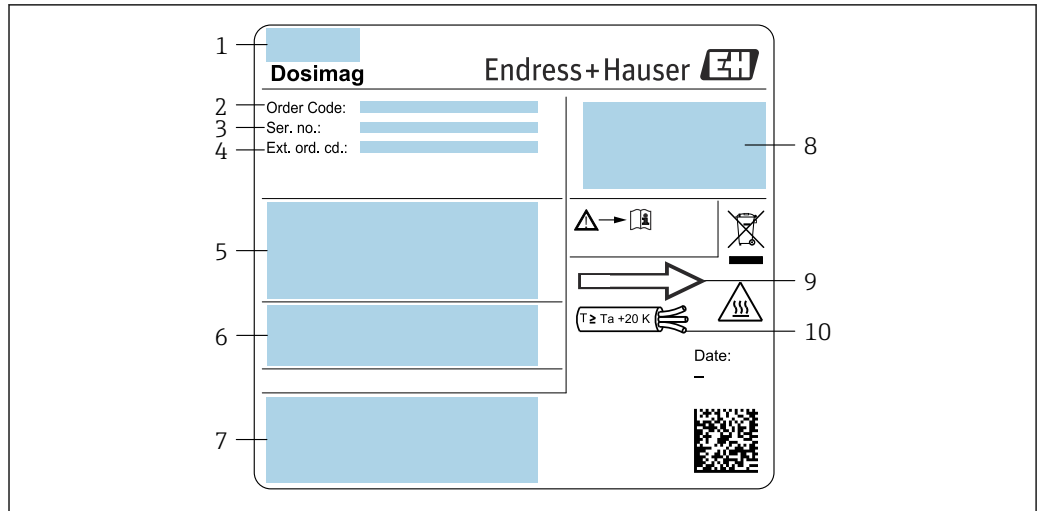 1
Dosimag
Endress+Hauser EH
2 Order Code:
3 Ser. no.:
4 Ext. ord. cd.:
8
5
9
6
T ≥ Ta +20 K
10
Date:
–
7